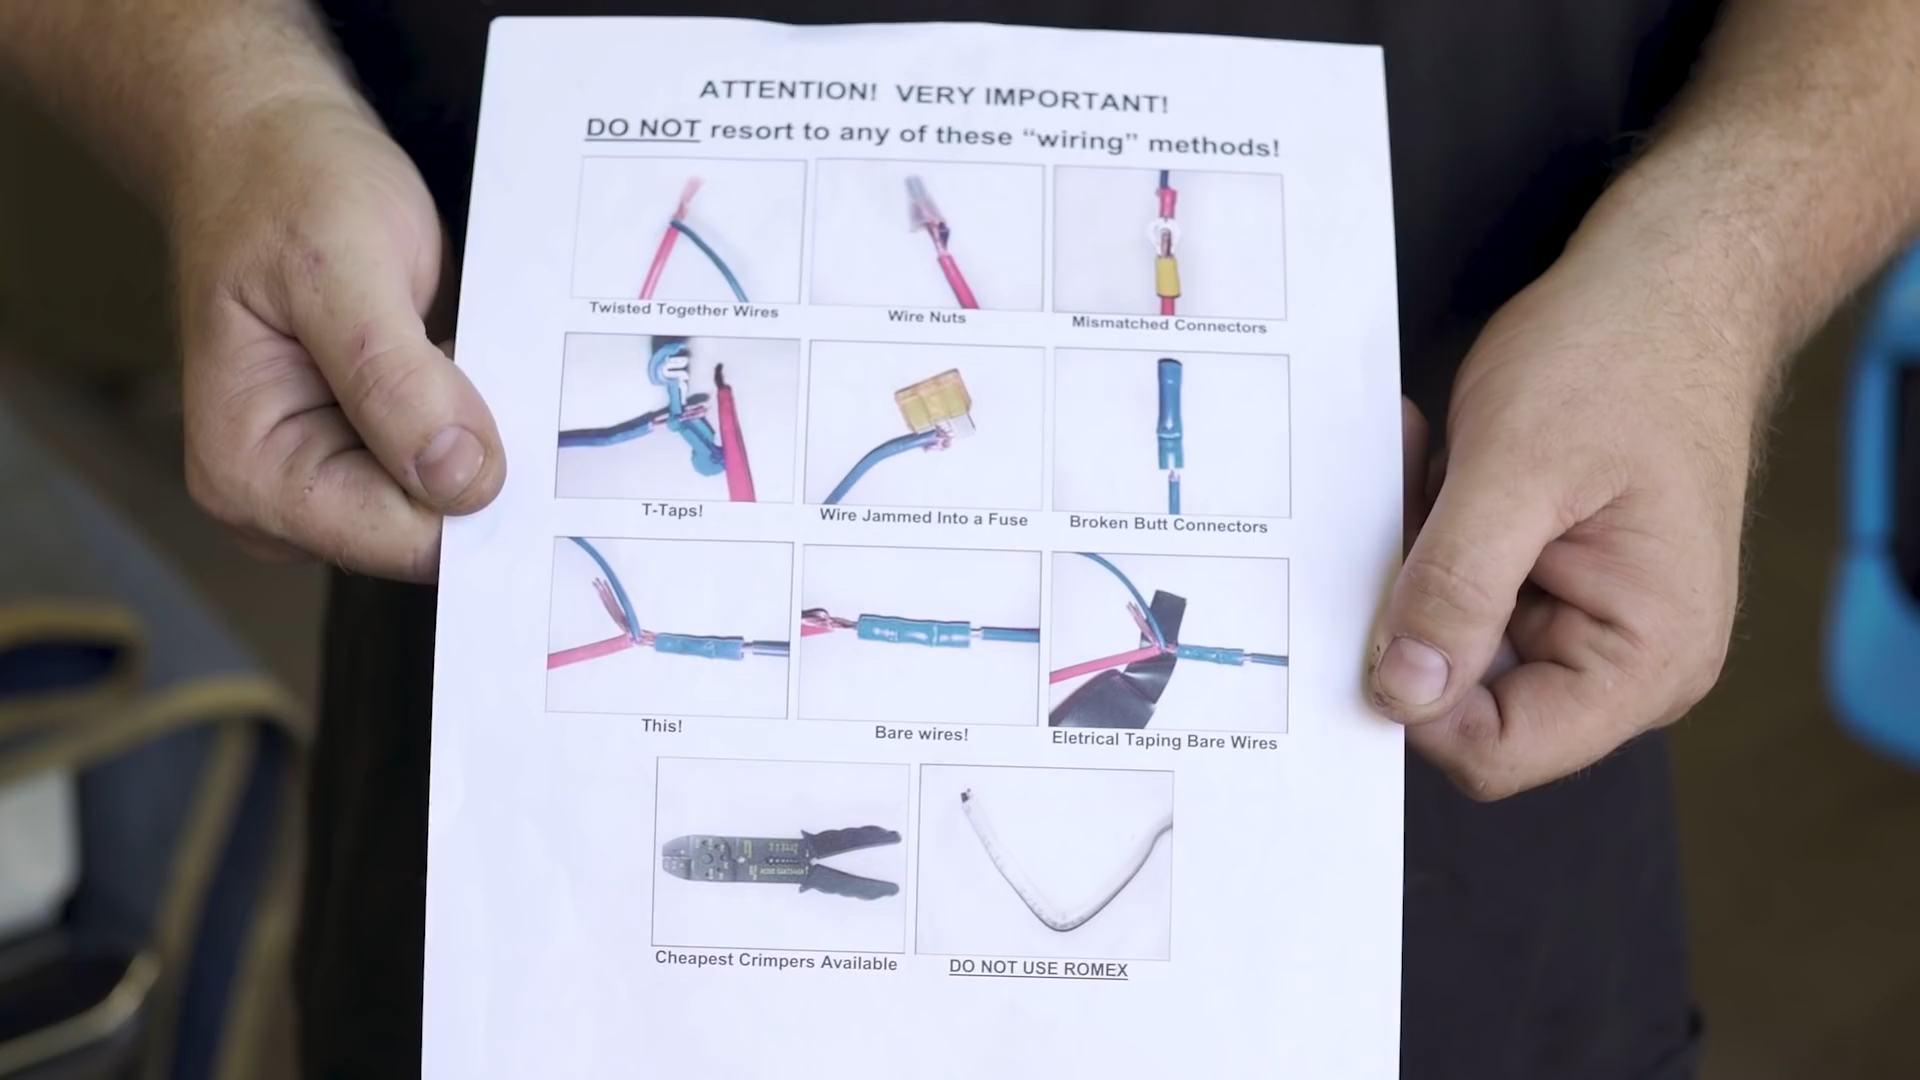 ATTENTION! VERY IMPORTANT!
DO NOT resort to any of these “wiring” methods!
Twisted Together Wires
Wire Nuts
Mismatched Connectors
T-Taps!
Wire Jammed Into a Fuse
Broken Butt Connectors
This!
Bare wires!
Eletrical Taping Bare Wires
Cheapest Crimpers Available
DO NOT USE ROMEX